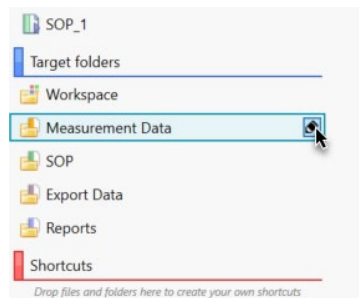 SOP_1
Target folders
Workspace
Measurement Data
SOP
Export Data
Reports
Shortcuts
Drop files and folders here to create your own shortcuts